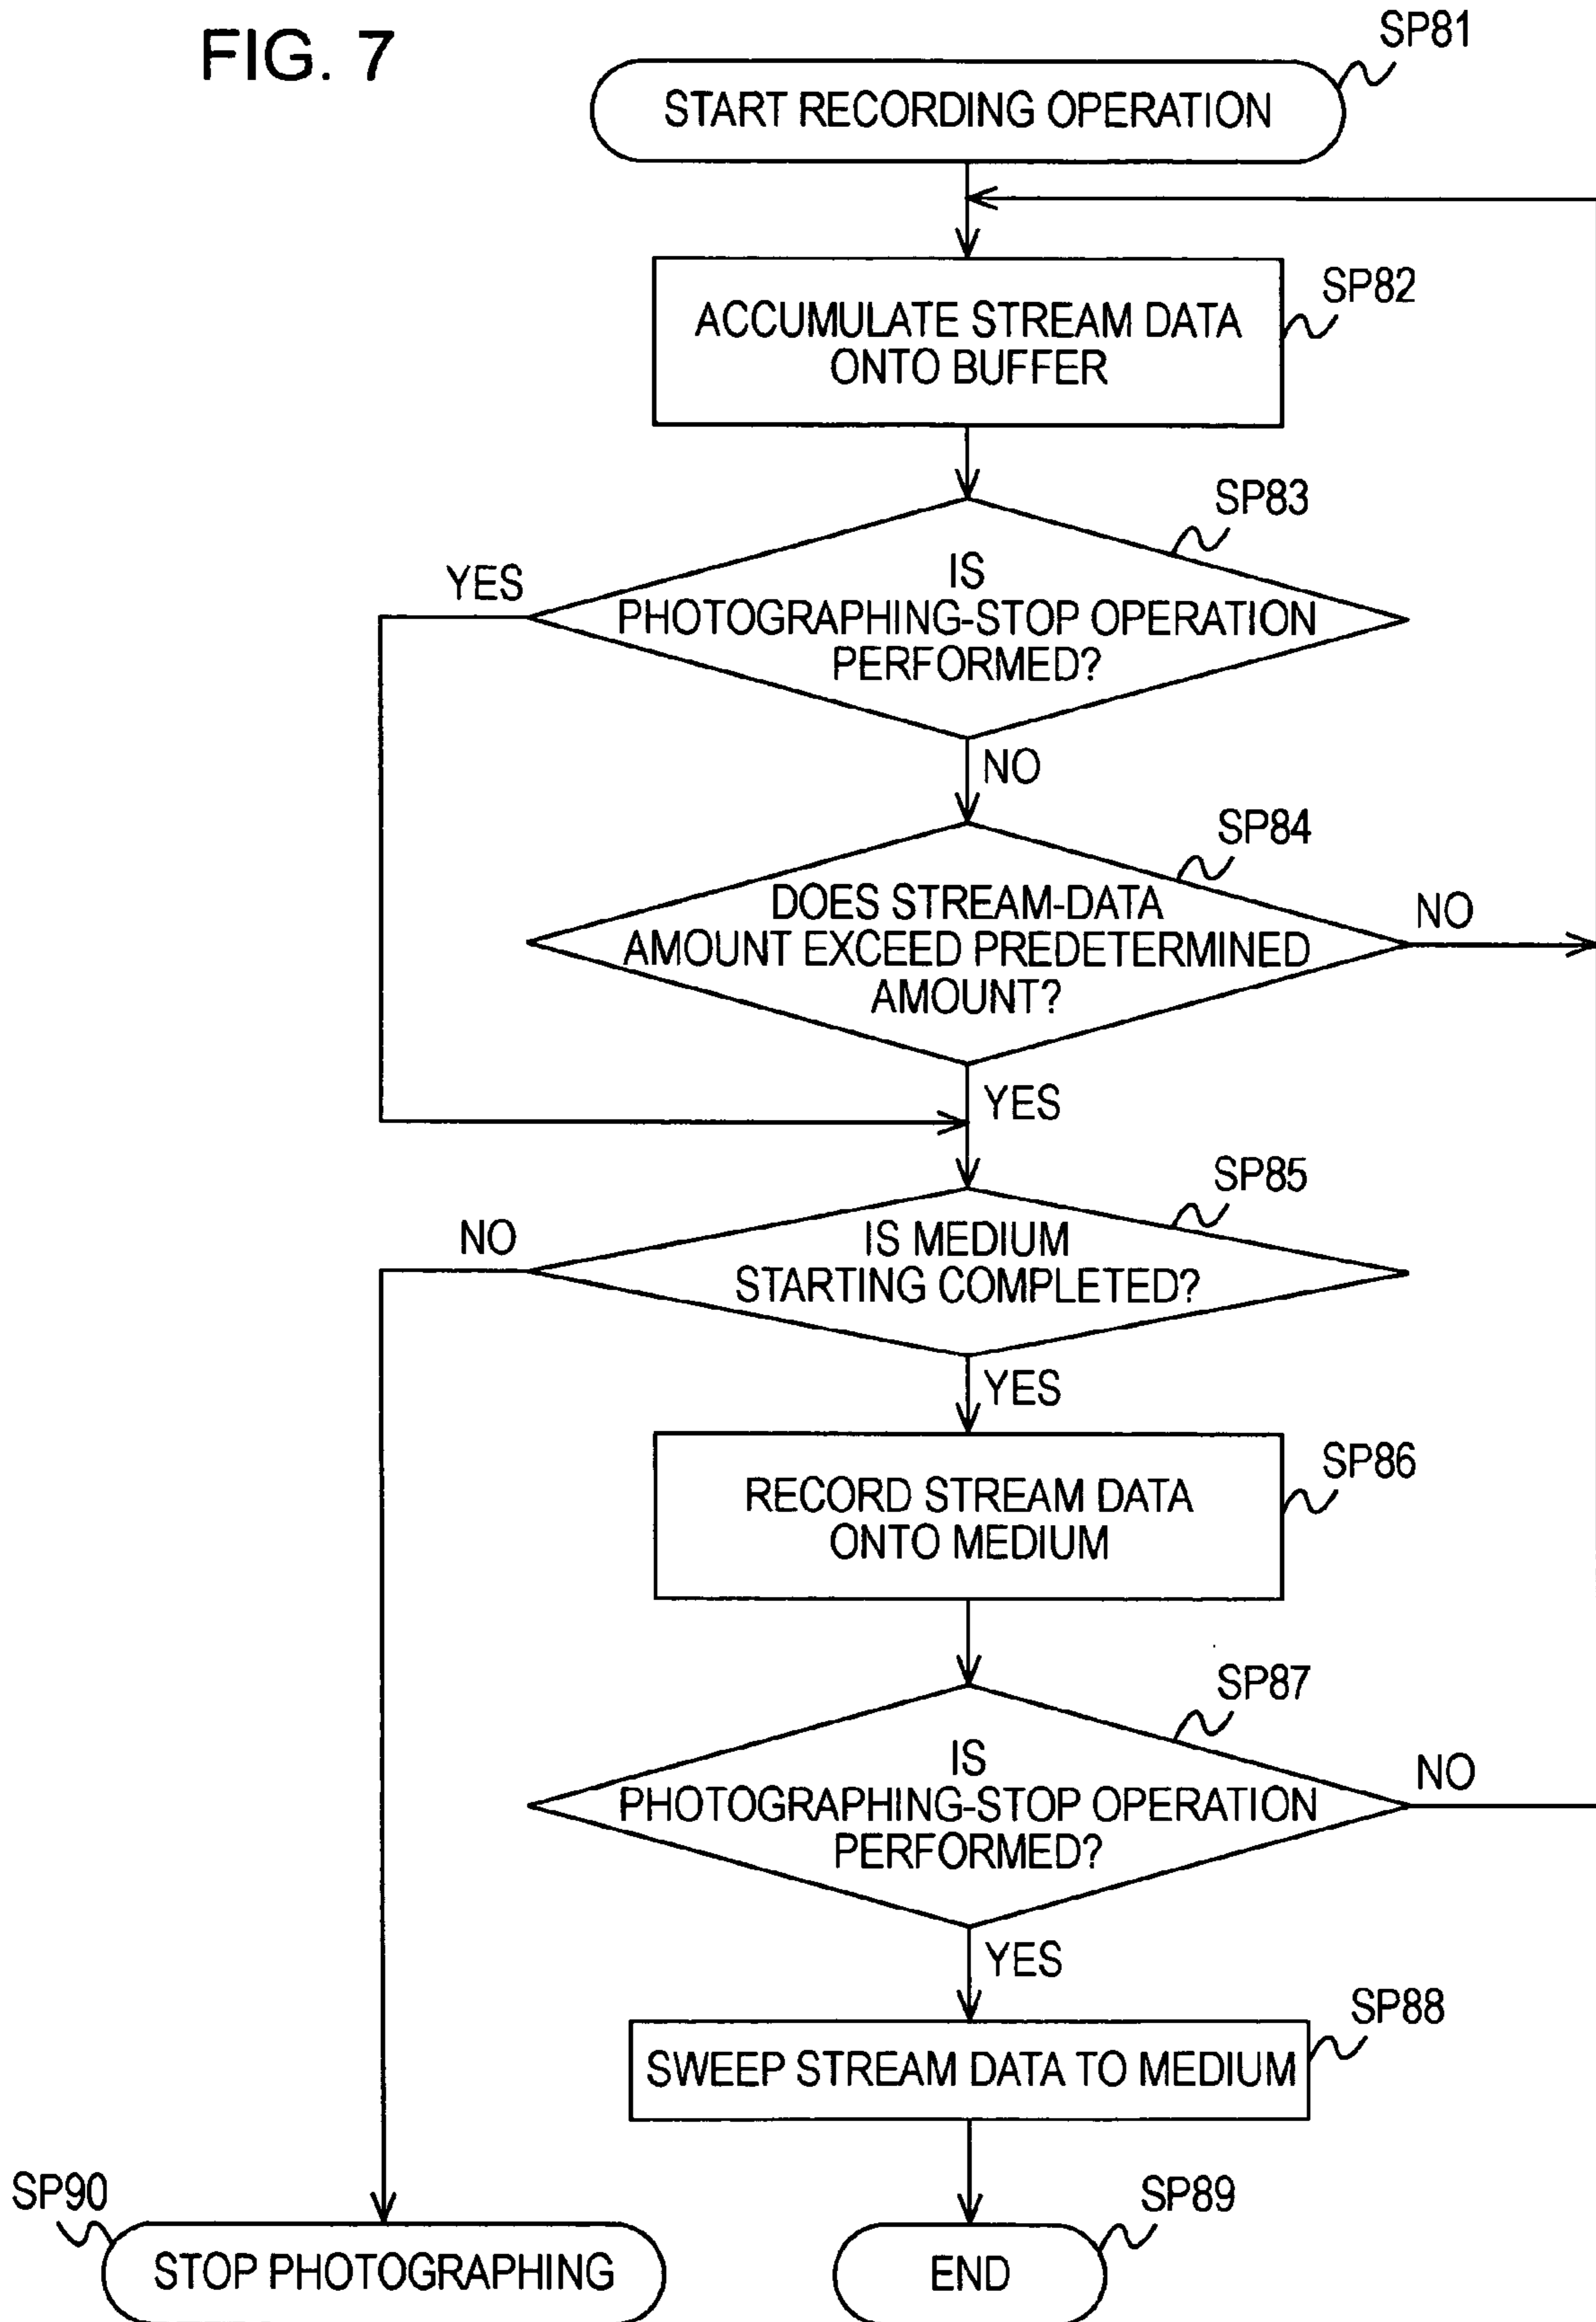 FIG. 7
SP81
START RECORDING OPERATION
SP82
ACCUMULATE STREAM DATA
ONTO BUFFER
SP83
YES
IS
PHOTOGRAPHING-STOP OPERATION
PERFORMED?
NO
SP84
DOES STREAM-DATA
AMOUNT EXCEED PREDETERMINED
AMOUNT?
NO
YES
SP85
NO
IS MEDIUM
STARTING COMPLETED?
YES
SP86
RECORD STREAM DATA
ONTO MEDIUM
SP87
IS
PHOTOGRAPHING-STOP OPERATION
PERFORMED?
NO
YES
SP88
SWEEP STREAM DATA TO MEDIUM
SP90
STOP PHOTOGRAPHING
SP89
END